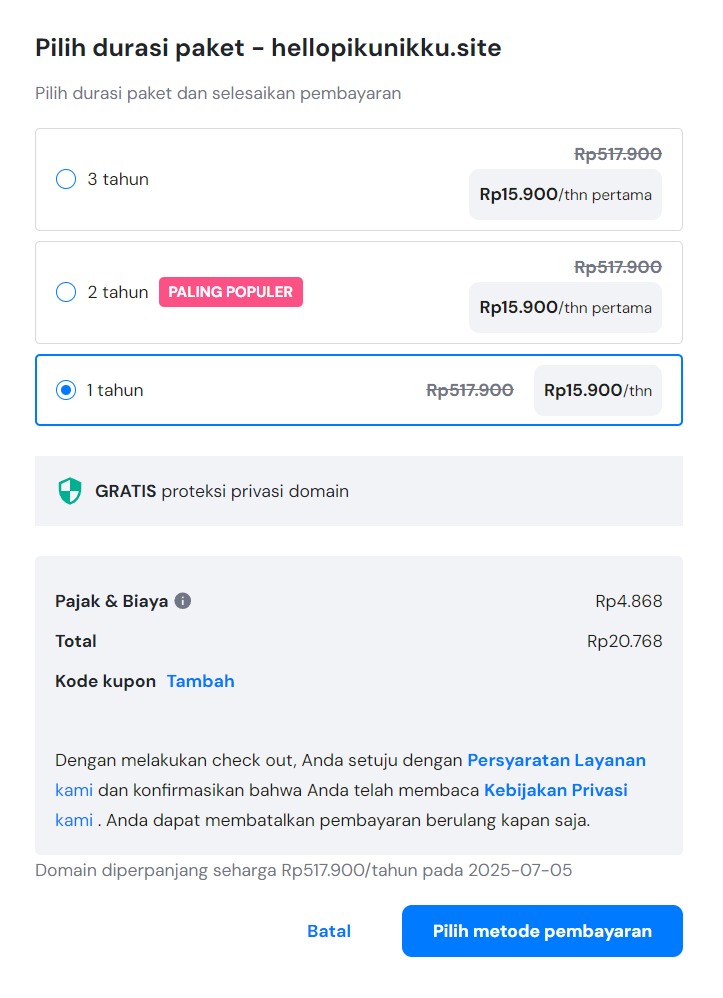 Pilih durasi paket – hellopikunikku.site
Pilih durasi paket dan selesaikan pembayaran
Rp517.900
3 tahun
Rp15.900/thn pertama
Rp517.900
2 tahun PALING POPULER
Rp15.900/thn pertama
1 tahun Rp517.900 Rp15.900/thn
GRATIS proteksi privasi domain
Pajak & Biaya Rp4.868
Total Rp20.768
Kode kupon Tambah
Dengan melakukan check out, Anda setuju dengan Persyaratan Layanan
kami dan konfirmasikan bahwa Anda telah membaca Kebijakan Privasi
kami . Anda dapat membatalkan pembayaran berulang kapan saja.
Domain diperpanjang seharga Rp517.900/tahun pada 2025-07-05
Batal Pilih metode pembayaran